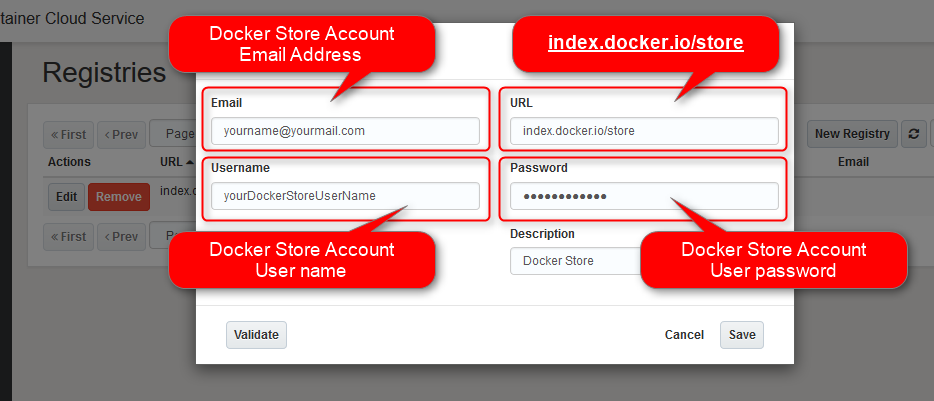 tainer Cloud Service
Docker Store Account
Email Address
index.docker.io/store
Registries
Email
URL
« First
‹ Prev
Page
yourname@yourmail.com
index.docker.io/store
New Registry
Actions
URL
Username
Password
Email
Edit
Remove
index.d
yourDockerStoreUserName
●●●●●●●●●●●●
« First
‹ Prev
Description
Docker Store Account
User name
Docker Store
Docker Store Account
User password
Validate
Cancel
Save